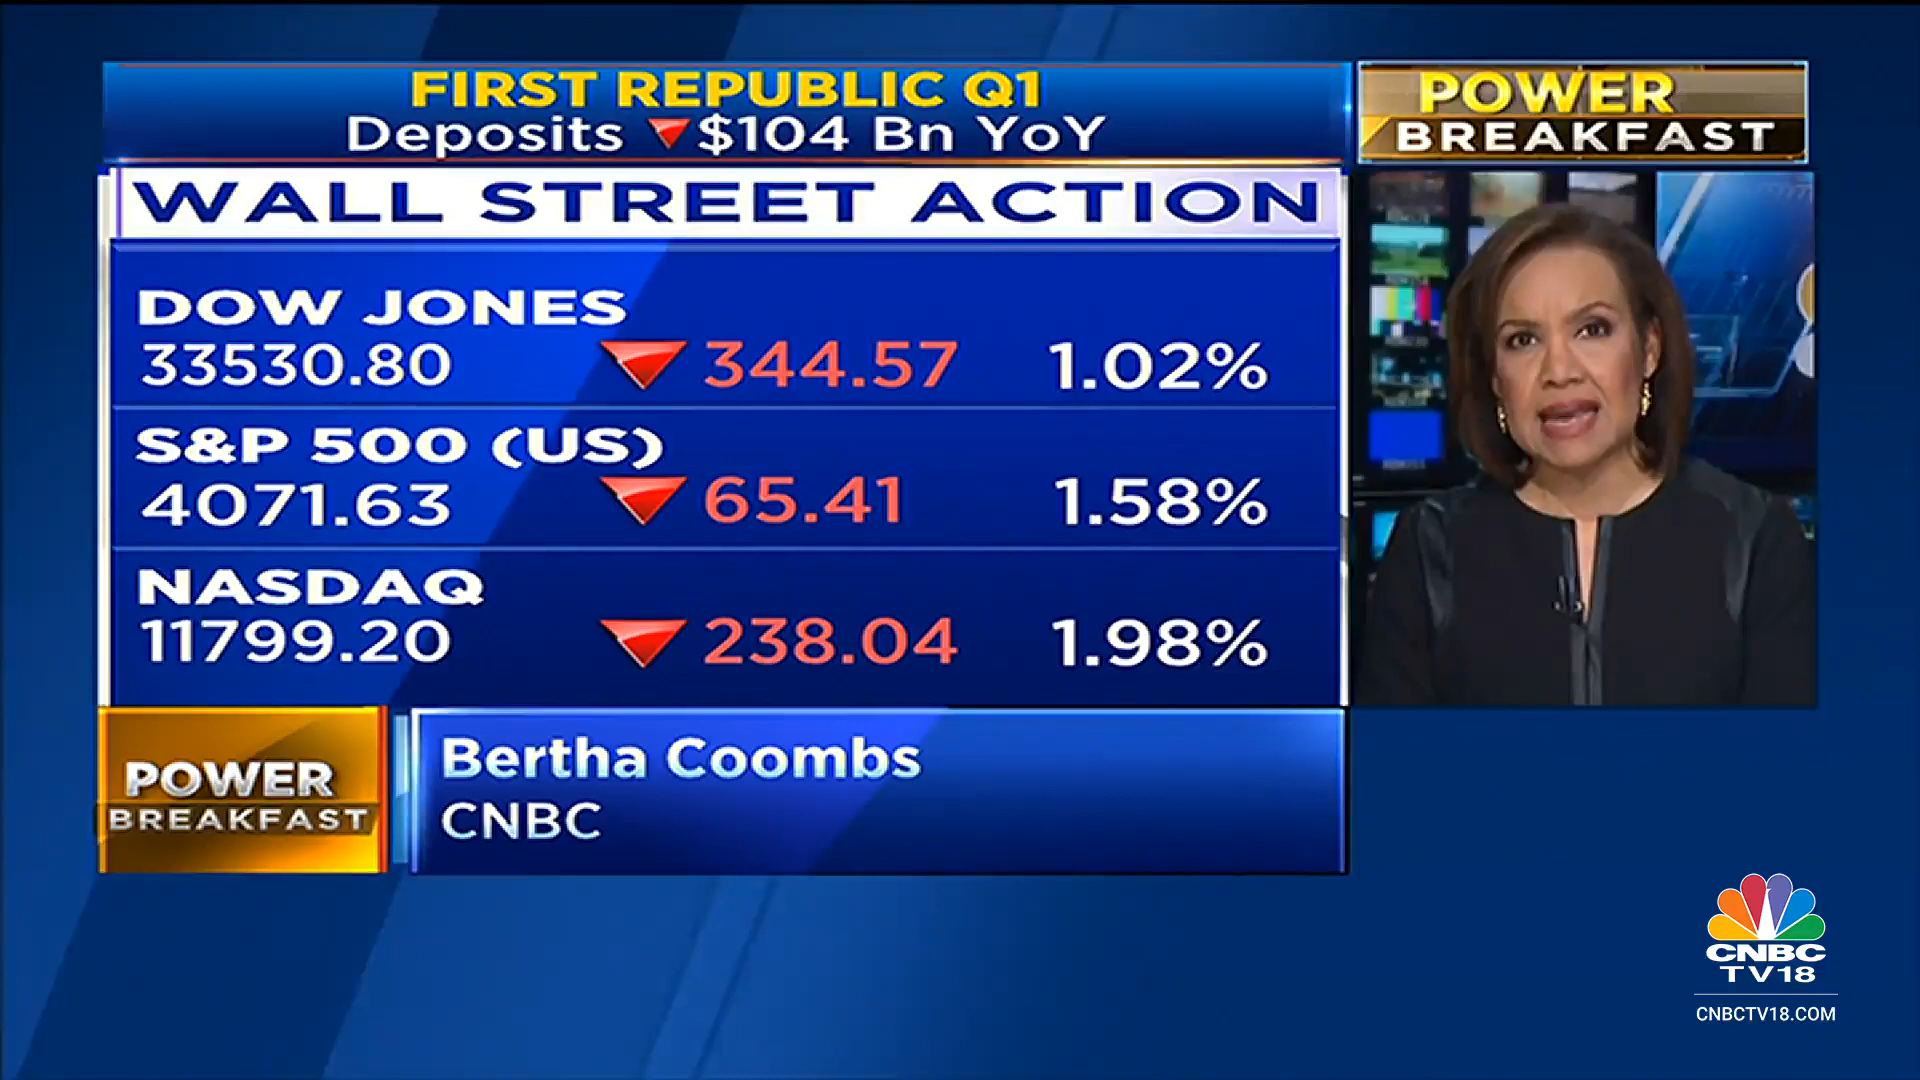 FIRST REPUBLIC Q1
Deposits ▼$104 Bn YoY
POWER
BREAKFAST
WALL STREET ACTION
DOW JONES
33530.80 ▼ 344.57 1.02%
S&P 500 (US)
4071.63 ▼ 65.41 1.58%
NASDAQ
11799.20 ▼ 238.04 1.98%
POWER
BREAKFAST
Bertha Coombs
CNBC
CNBC
TV18
CNBCTV18.COM